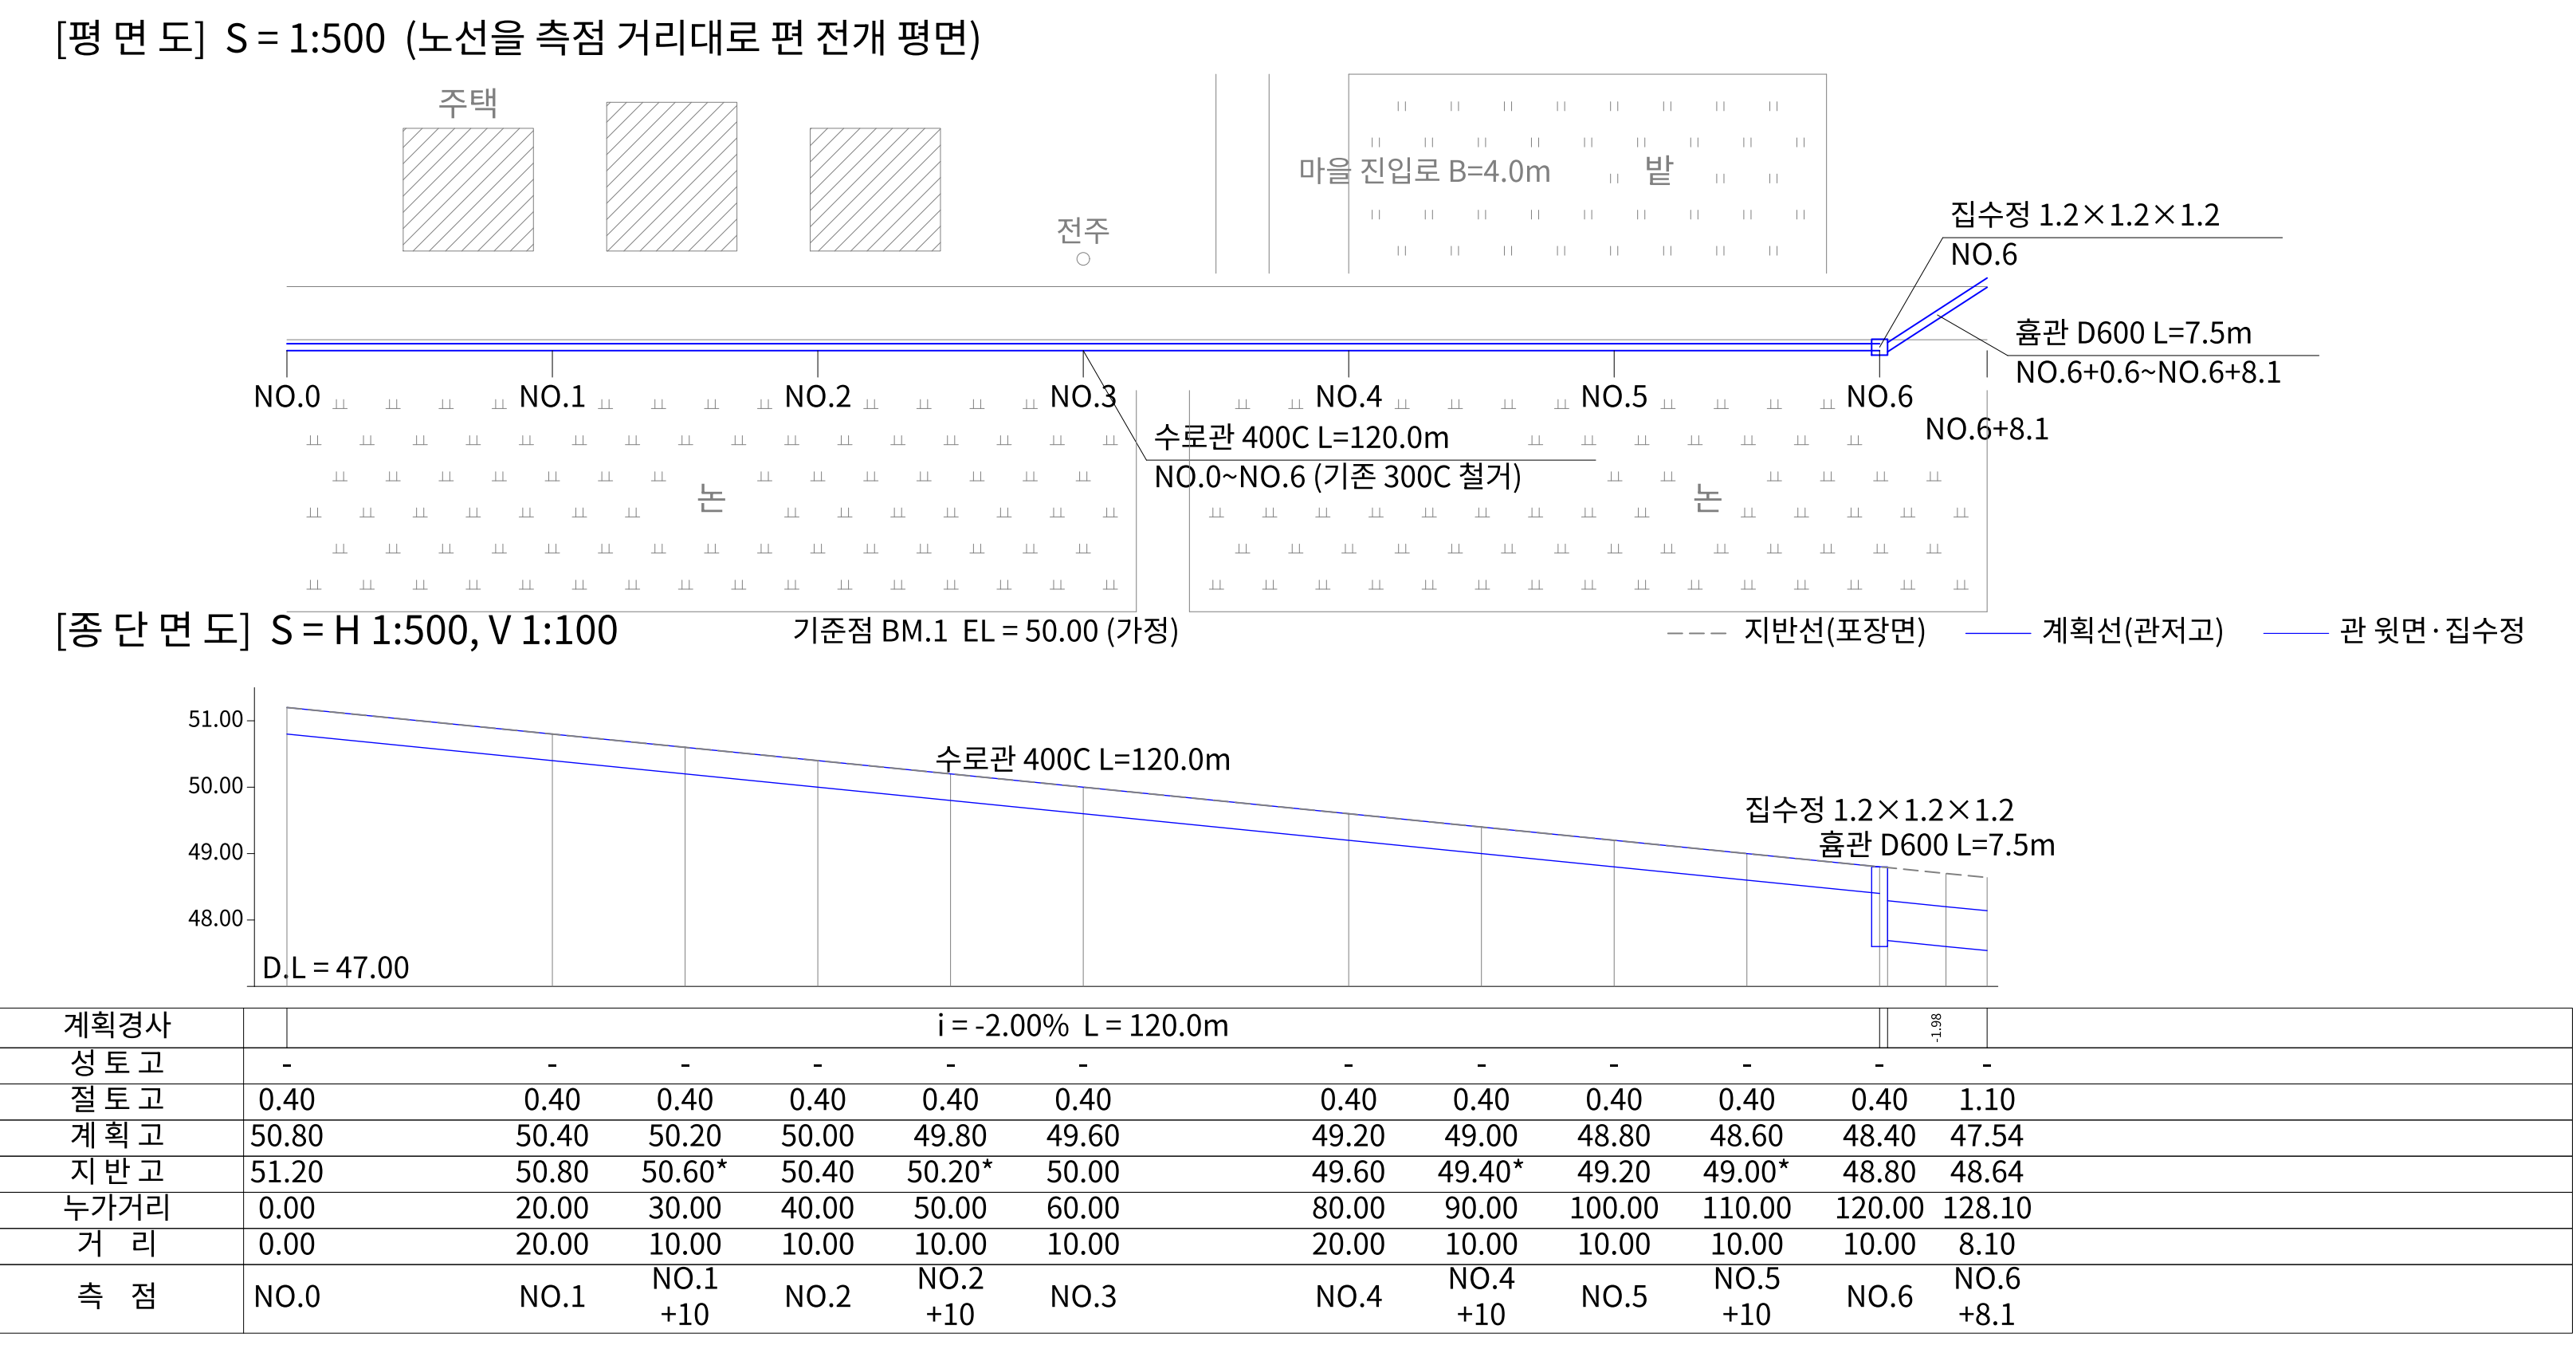 [평 면 도]  S = 1:500  (노선을 측점 거리대로 편 전개 평면)
주택
마을 진입로 B=4.0m
밭
전주
집수정 1.2×1.2×1.2
NO.6
흄관 D600 L=7.5m
NO.6+0.6~NO.6+8.1
NO.0 NO.1 NO.2 NO.3 NO.4 NO.5 NO.6
NO.6+8.1
수로관 400C L=120.0m
NO.0~NO.6 (기존 300C 철거)
논 논
[종 단 면 도]  S = H 1:500, V 1:100
기준점 BM.1  EL = 50.00 (가정)
지반선(포장면) 계획선(관저고) 관 윗면·집수정
51.00
50.00
49.00
48.00
수로관 400C L=120.0m
집수정 1.2×1.2×1.2
흄관 D600 L=7.5m
D.L = 47.00
계획경사 i = -2.00%  L = 120.0m -1.98
성 토 고 - - - - - - - - - - - -
절 토 고 0.40 0.40 0.40 0.40 0.40 0.40 0.40 0.40 0.40 0.40 0.40 1.10
계 획 고 50.80 50.40 50.20 50.00 49.80 49.60 49.20 49.00 48.80 48.60 48.40 47.54
지 반 고 51.20 50.80 50.60* 50.40 50.20* 50.00 49.60 49.40* 49.20 49.00* 48.80 48.64
누가거리 0.00 20.00 30.00 40.00 50.00 60.00 80.00 90.00 100.00 110.00 120.00 128.10
거 리 0.00 20.00 10.00 10.00 10.00 10.00 20.00 10.00 10.00 10.00 10.00 8.10
측 점 NO.0 NO.1 NO.1 +10 NO.2 NO.2 +10 NO.3 NO.4 NO.4 +10 NO.5 NO.5 +10 NO.6 NO.6 +8.1